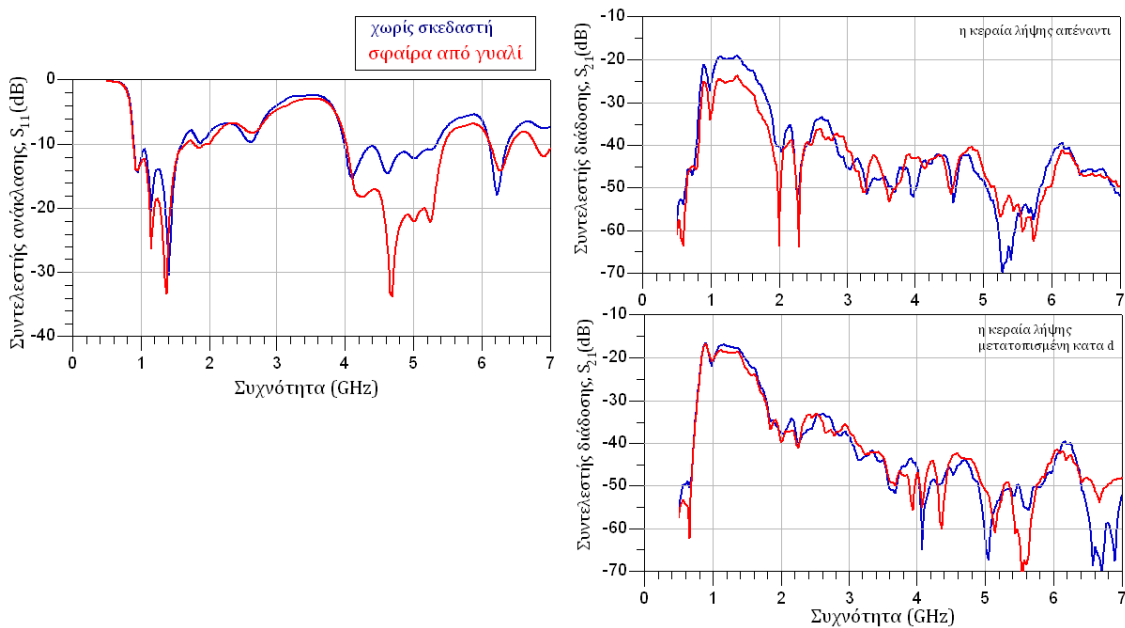 χωρίς σκεδαστή
σφαίρα από γυαλί
Συντελεστής ανάκλασης, S11(dB)
0
-10
-20
-30
-40
0 1 2 3 4 5 6 7
Συχνότητα (GHz)
η κεραία λήψης απέναντι
Συντελεστής διάδοσης, S21(dB)
-10
-20
-30
-40
-50
-60
-70
0 1 2 3 4 5 6 7
η κεραία λήψης
μετατοπισμένη κατα d
Συντελεστής διάδοσης, S21(dB)
-10
-20
-30
-40
-50
-60
-70
0 1 2 3 4 5 6 7
Συχνότητα (GHz)